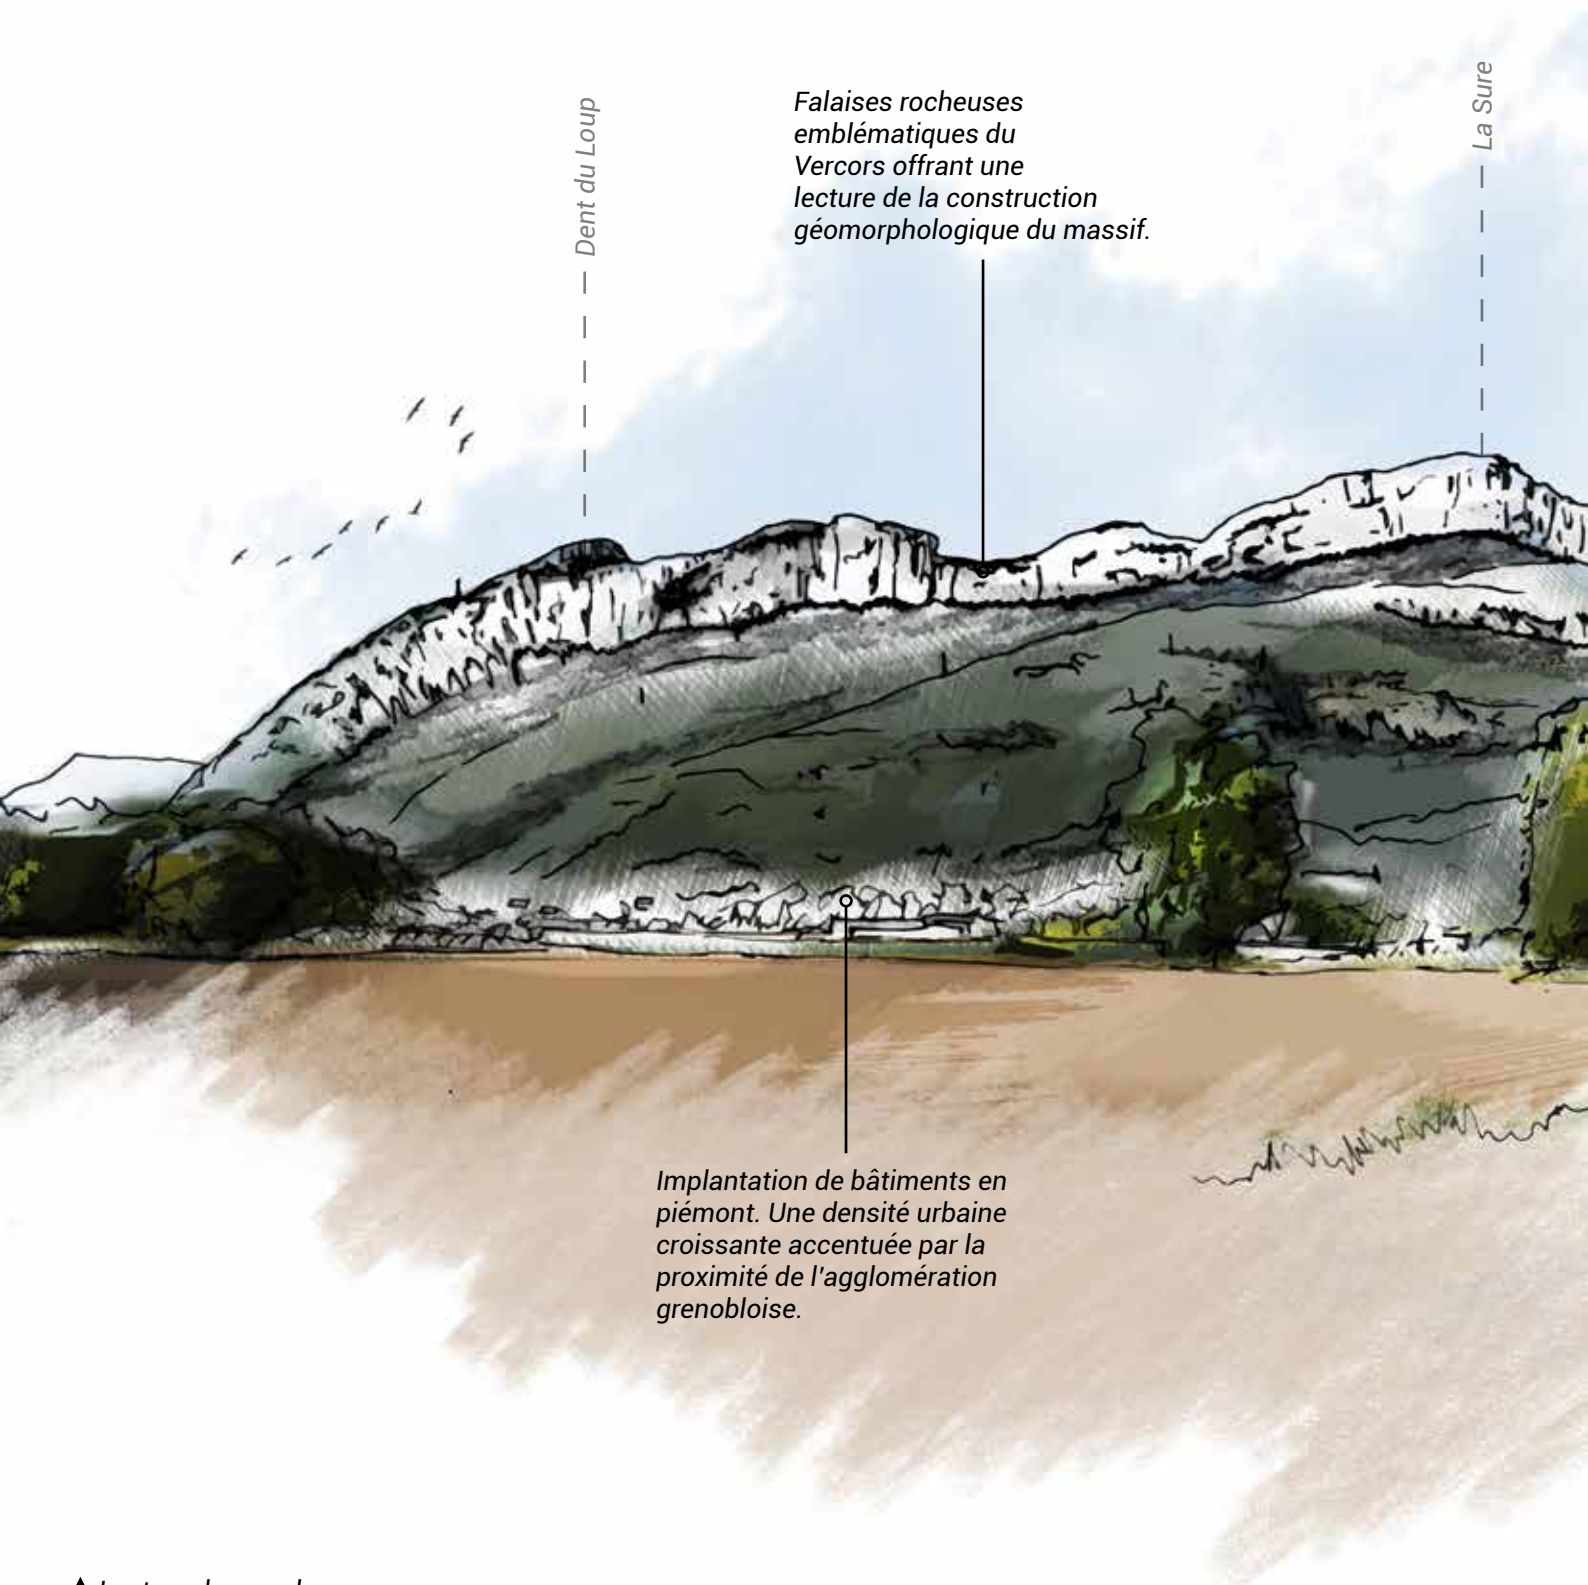 Dent du Loup
Falaises rocheuses
emblématiques du
Vercors offrant une
lecture de la construction
géomorphologique du massif.
La Sure
Implantation de bâtiments en
piémont. Une densité urbaine
croissante accentuée par la
proximité de l'agglomération
grenobloise.